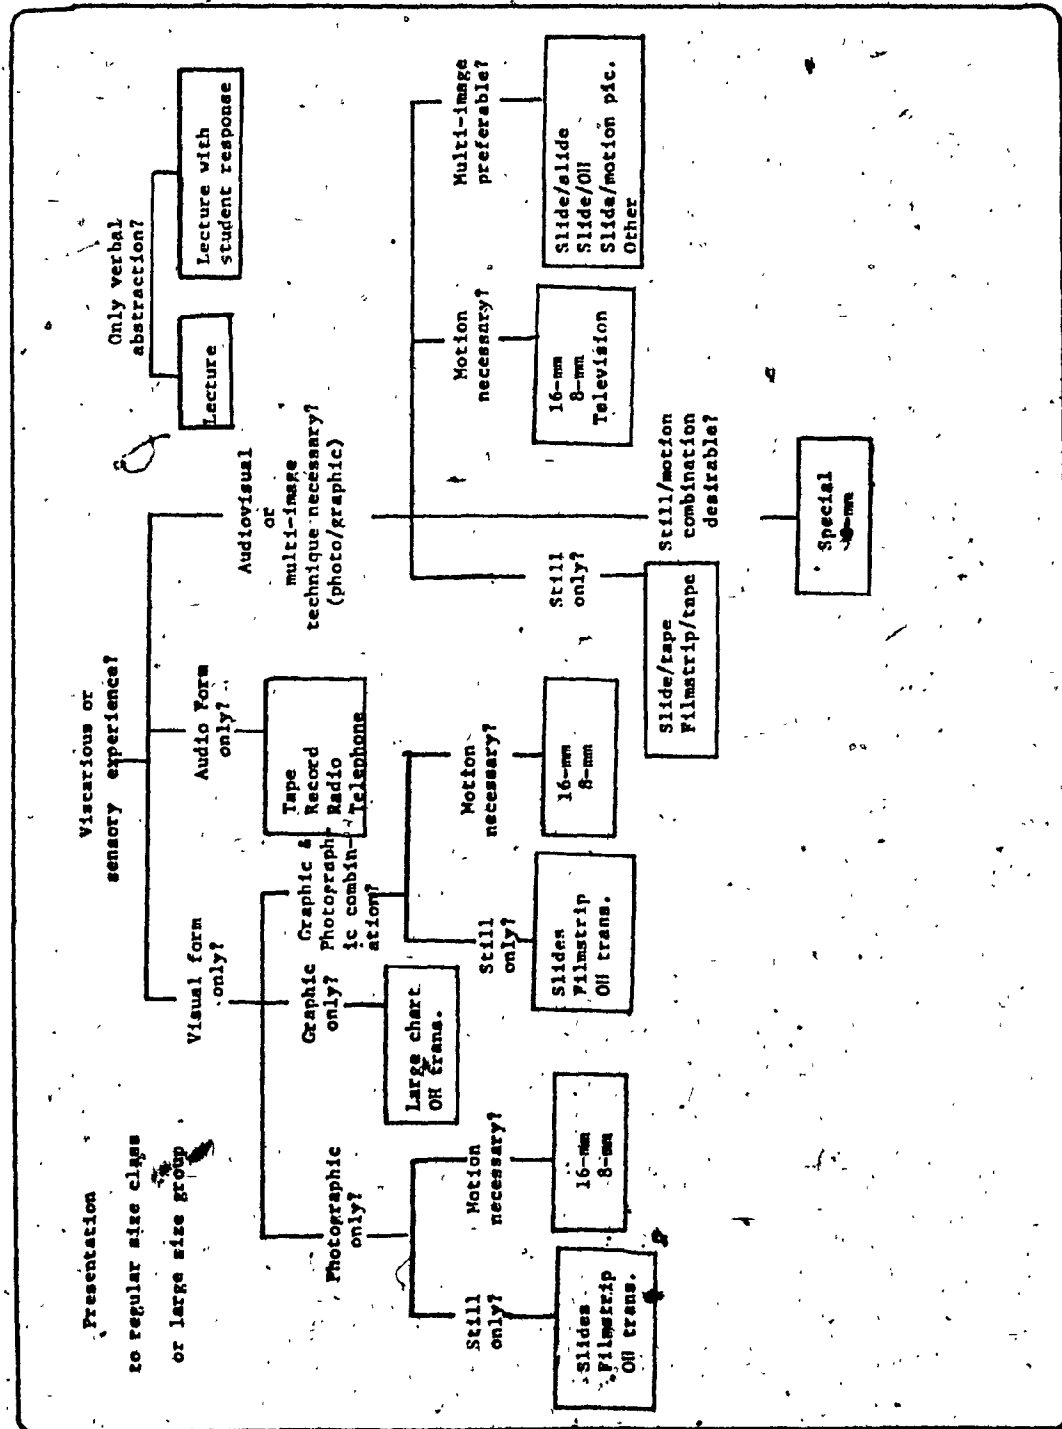 Presentation
to regular size class
or large size group
Viscarious or
sensory experience?
Only verbal
abstraction?
Lecture
Lecture with
student response
Visual form
only?
Audio Form
only?
Audiovisual
or
multi-image
technique necessary?
(photo/graphic)
Tape
Record
Radio
Telephone
Photographic
only?
Graphic
only?
Graphic &
Photograph-
ic combin-
ation?
Large chart
OH trans.
Still
only?
Motion
necessary?
Slides
Filmstrip
OH trans.
16-mm
8-mm
Still
only?
Motion
necessary?
Slides
Filmstrip
OH trans.
16-mm
8-mm
Still
only?
Motion
necessary?
Multi-image
preferable?
Slide/tape
Filmstrip/tape
16-mm
8-mm
Television
Slide/slide
Slide/OH
Slide/motion pic.
Other
Still/motion
combination
desirable?
Special